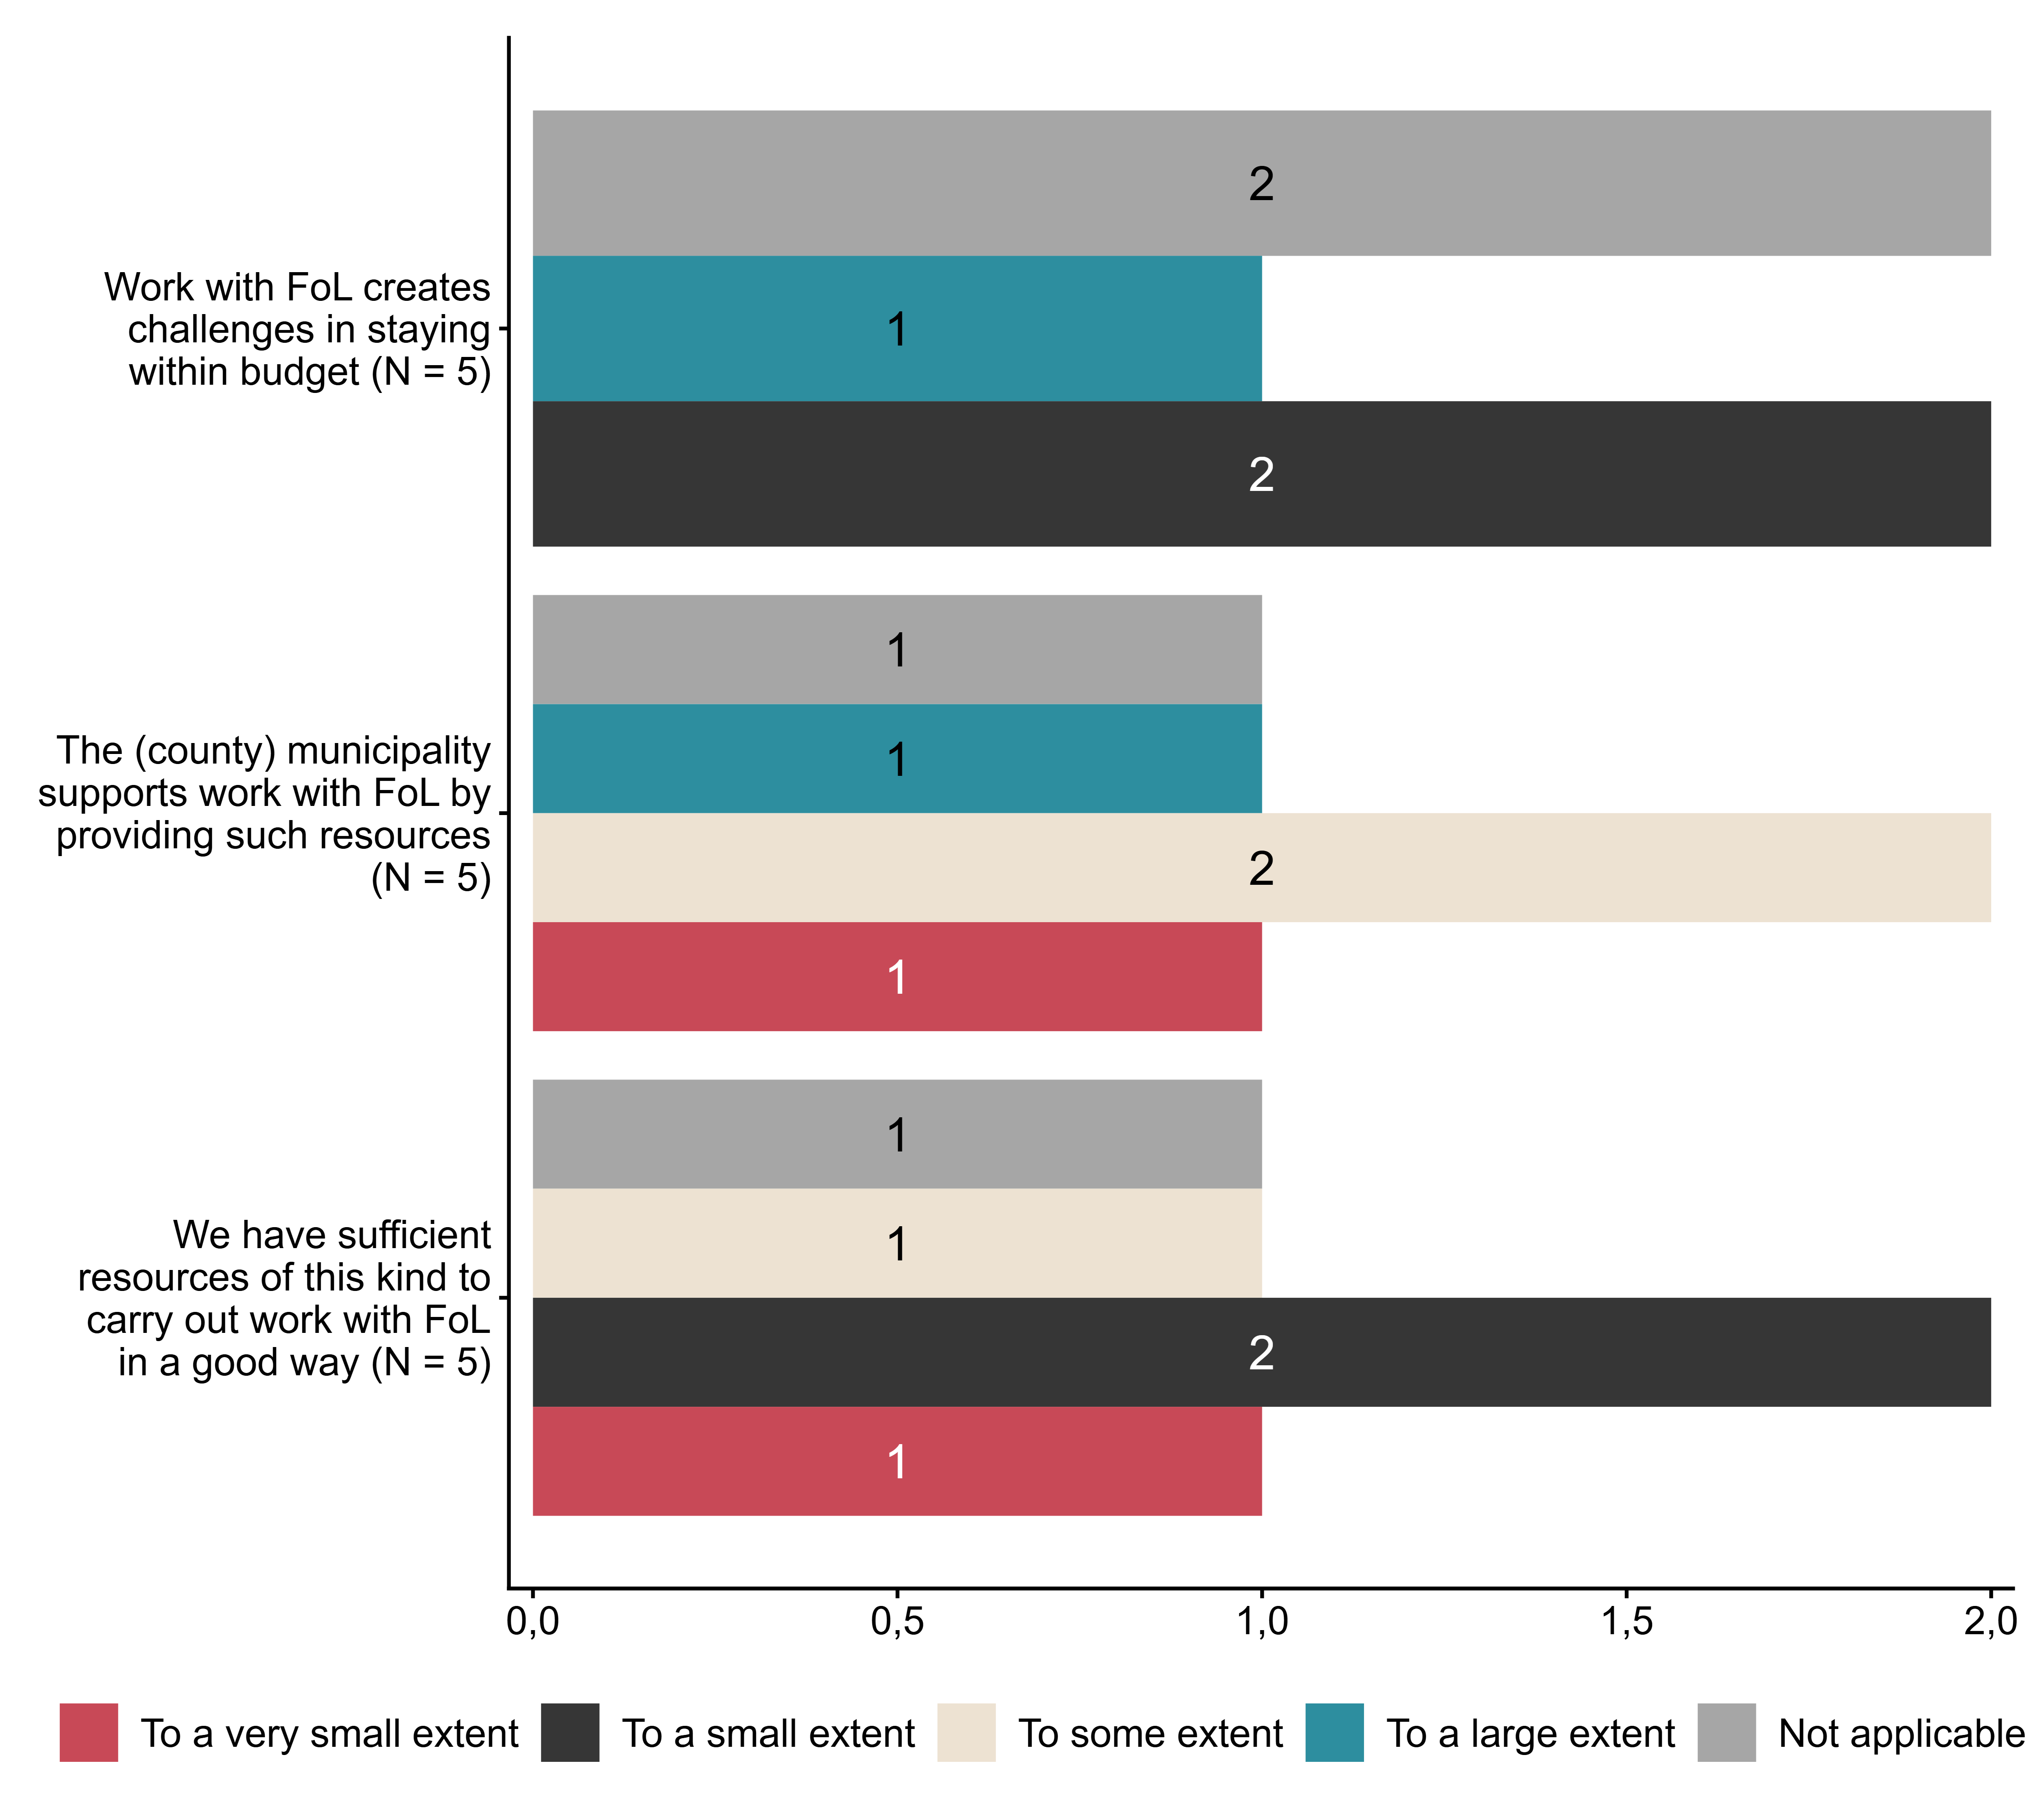 2
Work with FoL creates
challenges in staying
within budget (N = 5)
1
2
1
The (county) municipality
supports work with FoL by
providing such resources
(N = 5)
1
2
1
1
We have sufficient
resources of this kind to
carry out work with FoL
in a good way (N = 5)
1
2
1
0,0 0,5 1,0 1,5 2,0
To a very small extent To a small extent To some extent To a large extent Not applicable